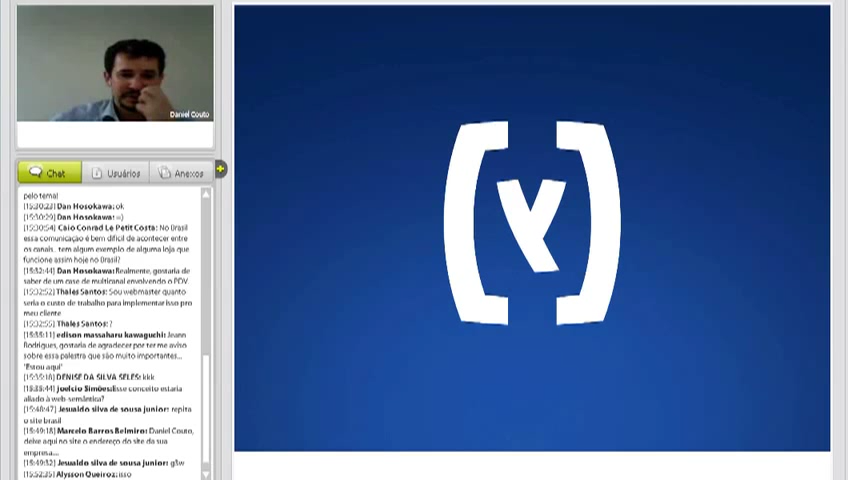 Daniel Couto
Chat
Usuários
Anexos
pelo tema!
[15:30:23] Dan Hosokawa: ok
[15:30:29] Dan Hosokawa: =)
[15:30:54] Caio Conrad Le Petit Costa: No Brasil
essa comunicação é bem dificil de acontecer entre
os canais.. tem algum exemplo de alguma loja que
funcione assim hoje no Brasil?
[15:32:44] Dan Hosokawa: Realmente, gostaria de
saber de um case de multicanal envolvendo o PDV
[15:32:52] Thales Santos: Sou webmaster quanto
seria o custo de trabalho para implementar isso pro
meu cliente
[15:32:55] Thales Santos: ?
[15:35:11] edison massaharu kawaguchi: Jeann
Rodrigues, gostaria de agradecer por ter me aviso
sobre essa palestra que são muito importantes...
"Estou aqui"
[15:35:18] DENISE DA SILVA SELES: kkk
[15:38:44] Joelcio Simões: Esse conceito estaria
aliado à web semântica?
[15:48:47] Jesualdo silva de sousa junior: repita
o site brasil
[15:49:18] Marcelo Barros Belmiro: Daniel Couto,
deixe aqui no site o endereço do site da sua
empresa...
[15:49:32] Jesualdo silva de sousa junior:
[15:52:35] Alysson Queiroz: isso